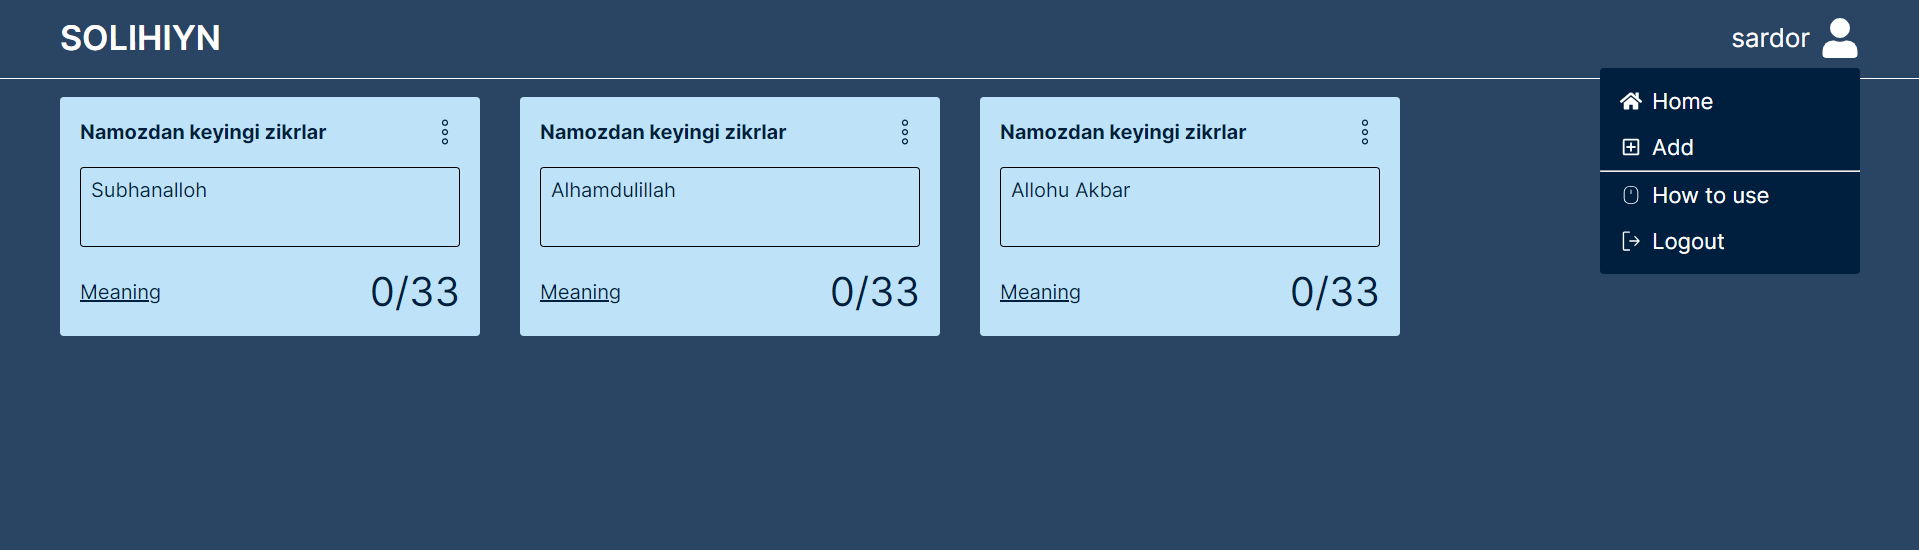 SOLIHIYN
sardor
Home
Add
How to use
Logout
Namozdan keyingi zikrlar
Subhanalloh
Meaning
0/33
Namozdan keyingi zikrlar
Alhamdulillah
Meaning
0/33
Namozdan keyingi zikrlar
Allohu Akbar
Meaning
0/33